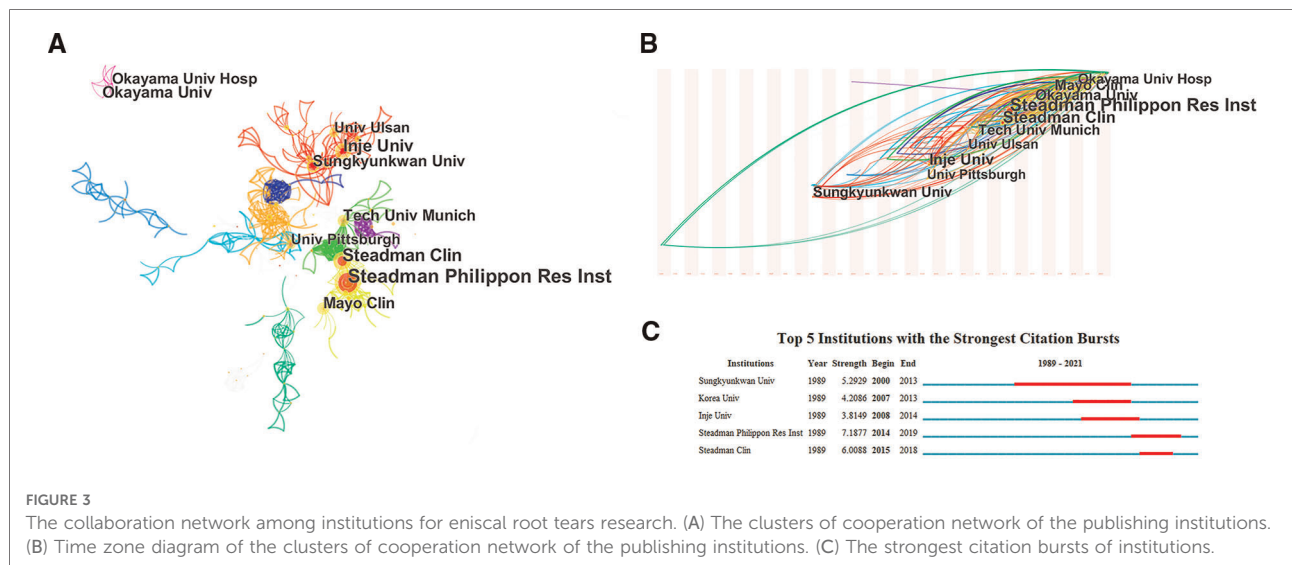 A
Okayama Univ Hosp
Okayama Univ
Univ Ulsan
Inje Univ
Sungkyunkwan Univ
Tech Univ Munich
Univ Pittsburgh
Steadman Clin
Steadman Philippon Res Inst
Mayo Clin
B
Okayama Univ Hosp
Mayo Clin
Okayama Univ
Steadman Philippon Res Inst
Steadman Clin
Tech Univ Munich
Univ Ulsan
Inje Univ
Univ Pittsburgh
Sungkyunkwan Univ
C
Top 5 Institutions with the Strongest Citation Bursts
Institutions Year Strength Begin End 1989 - 2021
Sungkyunkwan Univ 1989 5.2929 2000 2013
Korea Univ 1989 4.2086 2007 2013
Inje Univ 1989 3.8149 2008 2014
Steadman Philippon Res Inst 1989 7.1877 2014 2019
Steadman Clin 1989 6.0088 2015 2018
FIGURE 3
The collaboration network among institutions for eniscal root tears research. (A) The clusters of cooperation network of the publishing institutions.
(B) Time zone diagram of the clusters of cooperation network of the publishing institutions. (C) The strongest citation bursts of institutions.